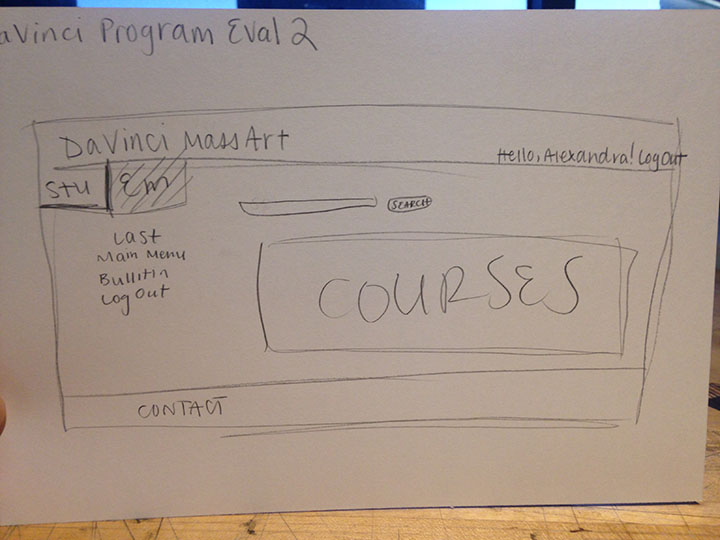 aVinci Program Eval 2
DaVinci MassArt
Hello, Alexandra! Log Out
Stu
Em
SEARCH
Last
Main Menu
Bullitin
Log Out
COURSES
CONTACT